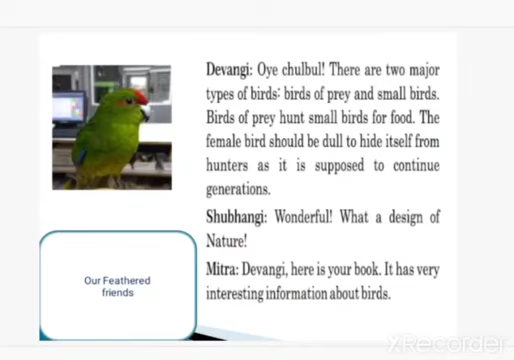 Devangi: Oye chulbul! There are two major
types of birds: birds of prey and small birds.
Birds of prey hunt small birds for food. The
female bird should be dull to hide itself from
hunters as it is supposed to continue
generations.
Shubhangi: Wonderful! What a design of
Nature!
Mitra: Devangi, here is your book. It has very
interesting information about birds.
Our Feathered
friends
XRecorder